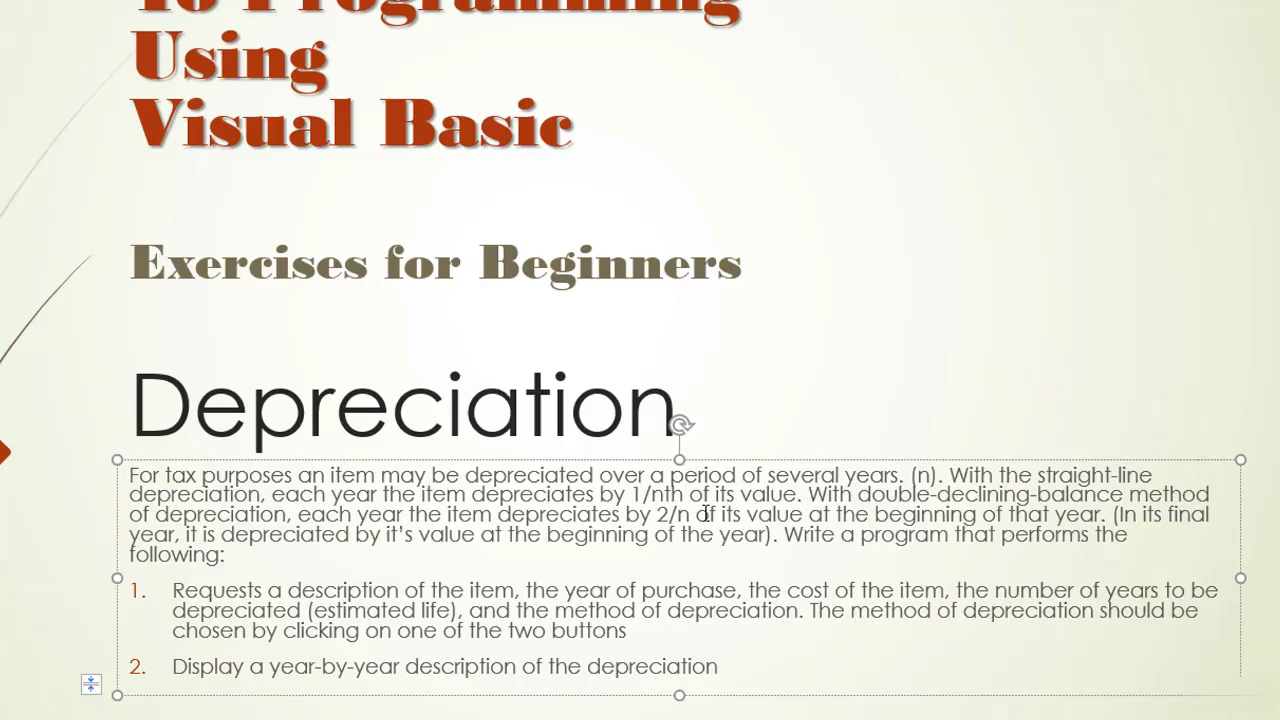 To Programming
Using
Visual Basic
Exercises for Beginners
Depreciation
For tax purposes an item may be depreciated over a period of several years. (n). With the straight-line
depreciation, each year the item depreciates by 1/nth of its value. With double-declining-balance method
of depreciation, each year the item depreciates by 2/n of its value at the beginning of that year. (In its final
year, it is depreciated by it's value at the beginning of the year). Write a program that performs the
following:
1. Requests a description of the item, the year of purchase, the cost of the item, the number of years to be
depreciated (estimated life), and the method of depreciation. The method of depreciation should be
chosen by clicking on one of the two buttons
2. Display a year-by-year description of the depreciation